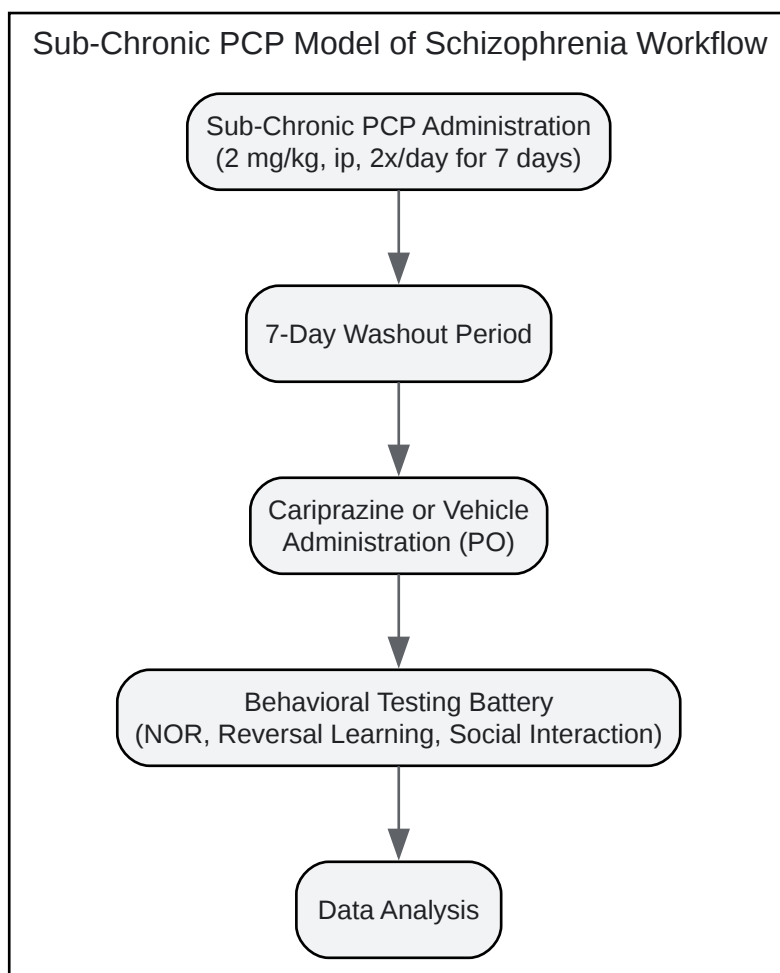 Sub-Chronic PCP Model of Schizophrenia Workflow
Sub-Chronic PCP Administration
(2 mg/kg, ip, 2x/day for 7 days)
7-Day Washout Period
Cariprazine or Vehicle
Administration (PO)
Behavioral Testing Battery
(NOR, Reversal Learning, Social Interaction)
Data Analysis